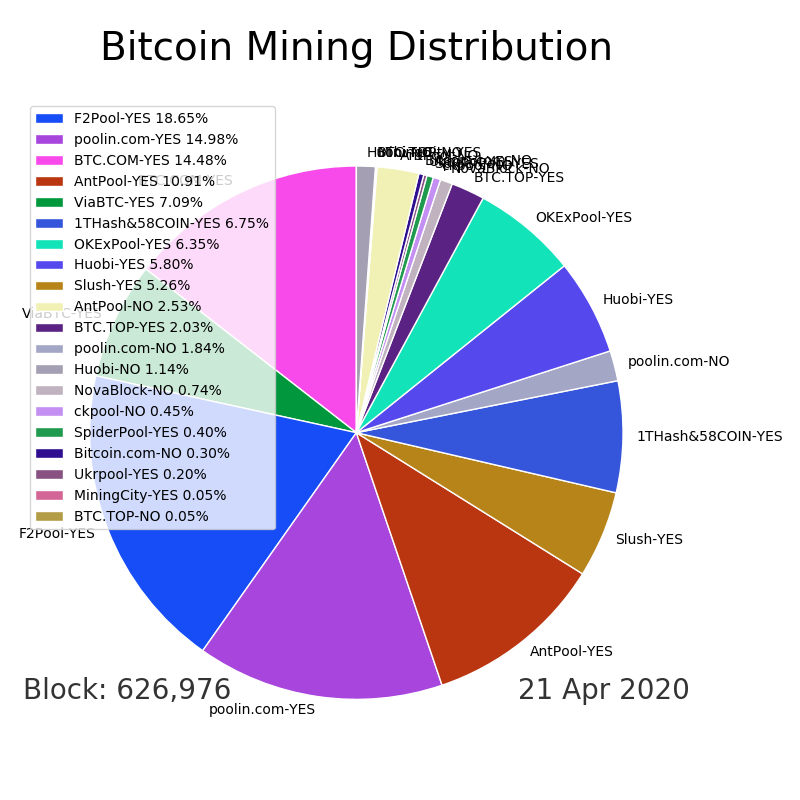 Bitcoin Mining Distribution
F2Pool-YES 18.65%
poolin.com-YES 14.98%
BTC.COM-YES 14.48%
AntPool-YES 10.91%
ViaBTC-YES 7.09%
1THash&58COIN-YES 6.75%
OKExPool-YES 6.35%
Huobi-YES 5.80%
Slush-YES 5.26%
AntPool-NO 2.53%
BTC.TOP-YES 2.03%
poolin.com-NO 1.84%
Huobi-NO 1.14%
NovaBlock-NO 0.74%
ckpool-NO 0.45%
SpiderPool-YES 0.40%
Bitcoin.com-NO 0.30%
Ukrpool-YES 0.20%
MiningCity-YES 0.05%
BTC.TOP-NO 0.05%
NovaBlock-NO
BTC.TOP-YES
OKExPool-YES
Huobi-YES
poolin.com-NO
1THash&58COIN-YES
Slush-YES
AntPool-YES
poolin.com-YES
F2Pool-YES
ViaBTC-YES
Block: 626,976
21 Apr 2020